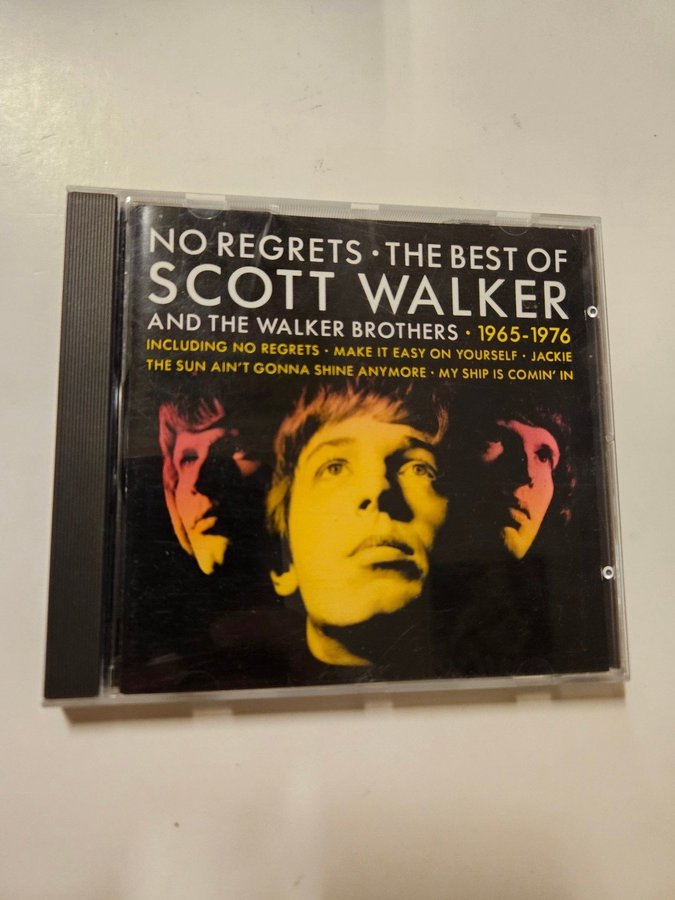 NO REGRETS · THE BEST OF
SCOTT WALKER
AND THE WALKER BROTHERS · 1965-1976
INCLUDING NO REGRETS · MAKE IT EASY ON YOURSELF · JACKIE
THE SUN AIN'T GONNA SHINE ANYMORE · MY SHIP IS COMIN' IN